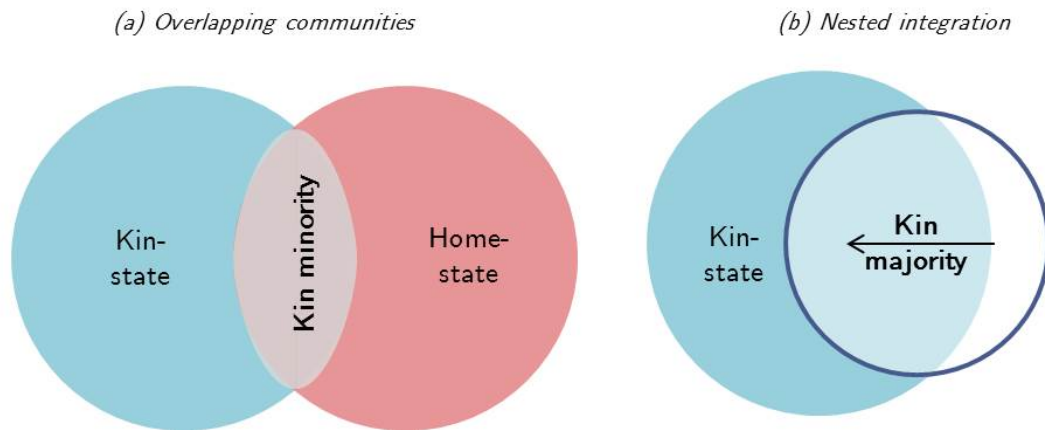 (a) Overlapping communities
(b) Nested integration
Kin-
state
Kin minority
Home-
state
Kin-
state
Kin
majority